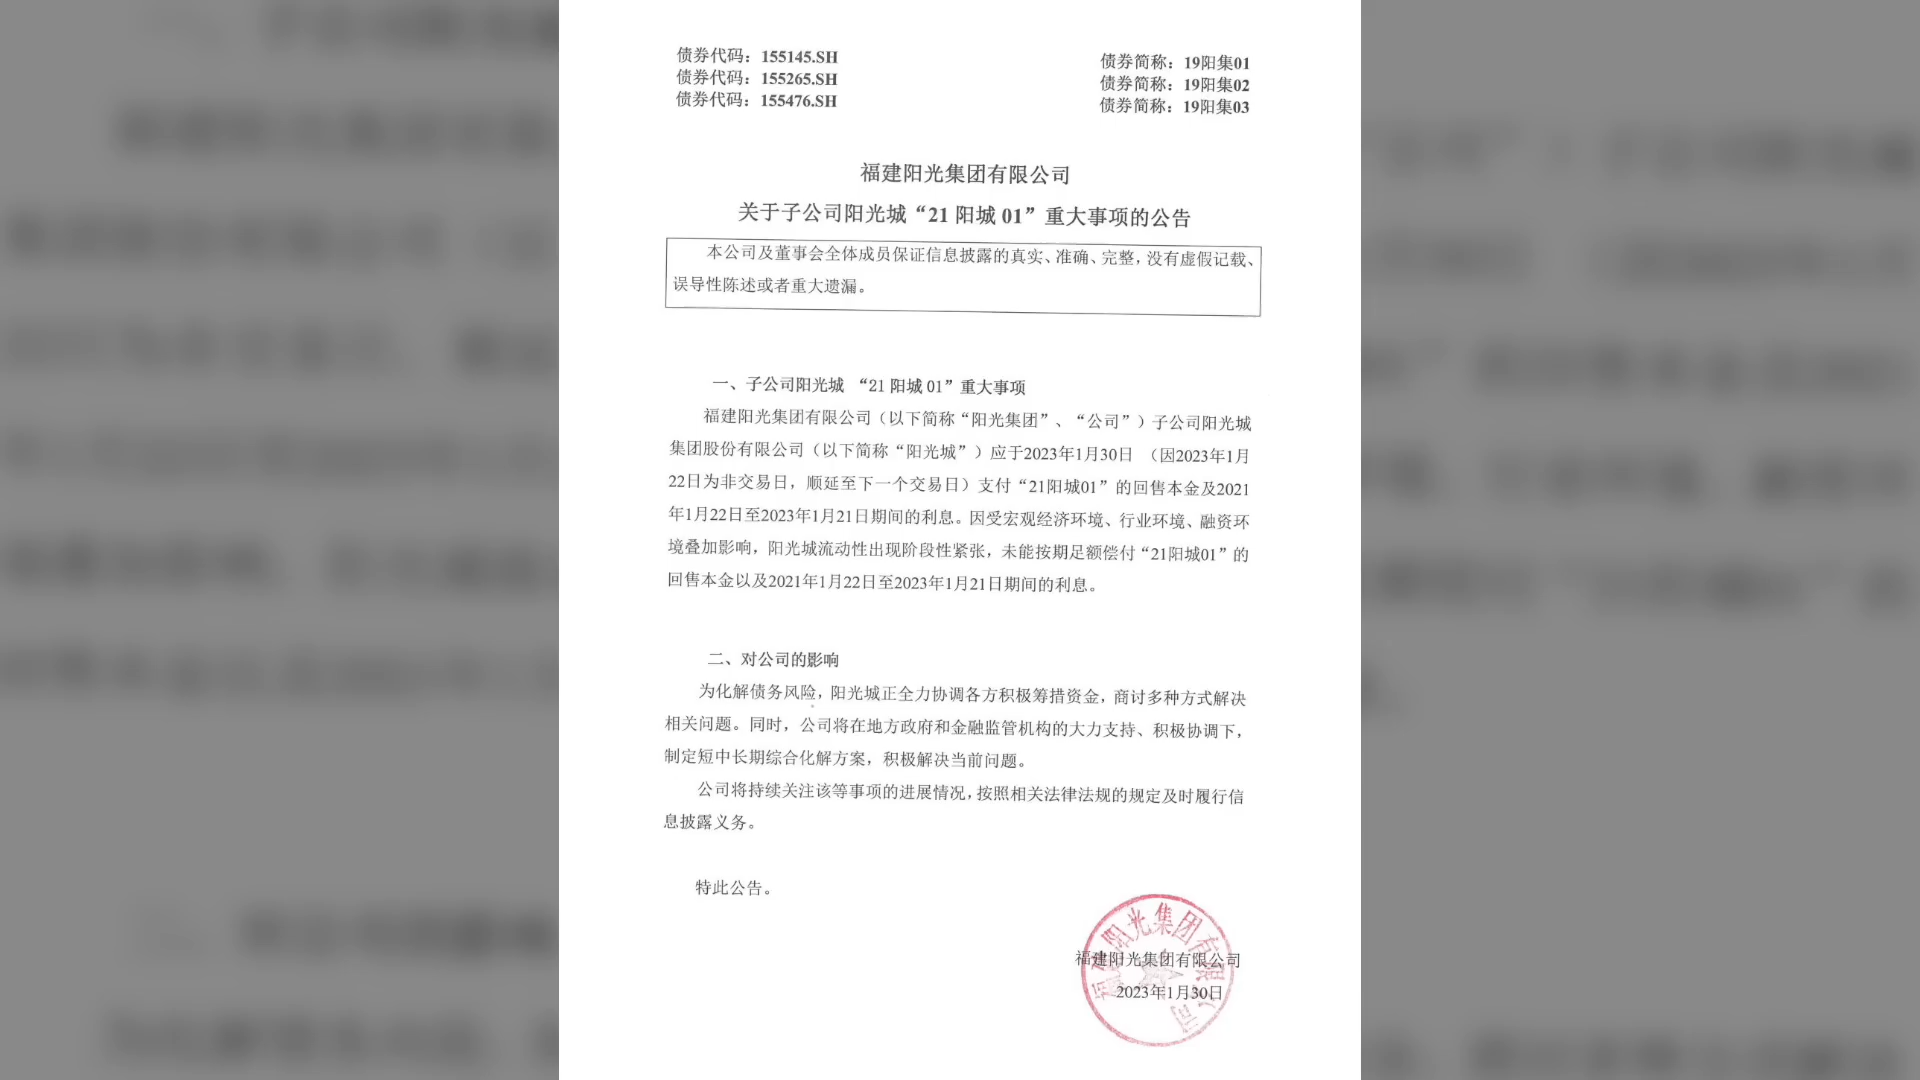 债券代码：155145.SH
债券简称：19阳集01
债券代码：155265.SH
债券简称：19阳集02
债券代码：155476.SH
债券简称：19阳集03
福建阳光集团有限公司
关于子公司阳光城“21 阳城 01”重大事项的公告
本公司及董事会全体成员保证信息披露的真实、准确、完整，没有虚假记载、
误导性陈述或者重大遗漏。
一、子公司阳光城 “21 阳城 01”重大事项
福建阳光集团有限公司（以下简称“阳光集团”、“公司”）子公司阳光城
集团股份有限公司（以下简称“阳光城”）应于2023年1月30日 （因2023年1月
22日为非交易日，顺延至下一个交易日）支付“21阳城01”的回售本金及2021
年1月22日至2023年1月21日期间的利息。因受宏观经济环境、行业环境、融资环
境叠加影响，阳光城流动性出现阶段性紧张，未能按期足额偿付“21阳城01”的
回售本金以及2021年1月22日至2023年1月21日期间的利息。
二、对公司的影响
为化解债务风险，阳光城正全力协调各方积极筹措资金，商讨多种方式解决
相关问题。同时，公司将在地方政府和金融监管机构的大力支持、积极协调下，
制定短中长期综合化解方案，积极解决当前问题。
公司将持续关注该等事项的进展情况，按照相关法律法规的规定及时履行信
息披露义务。
特此公告。
福建阳光集团有限公司
福建阳光集团有限公司
2023年1月30日